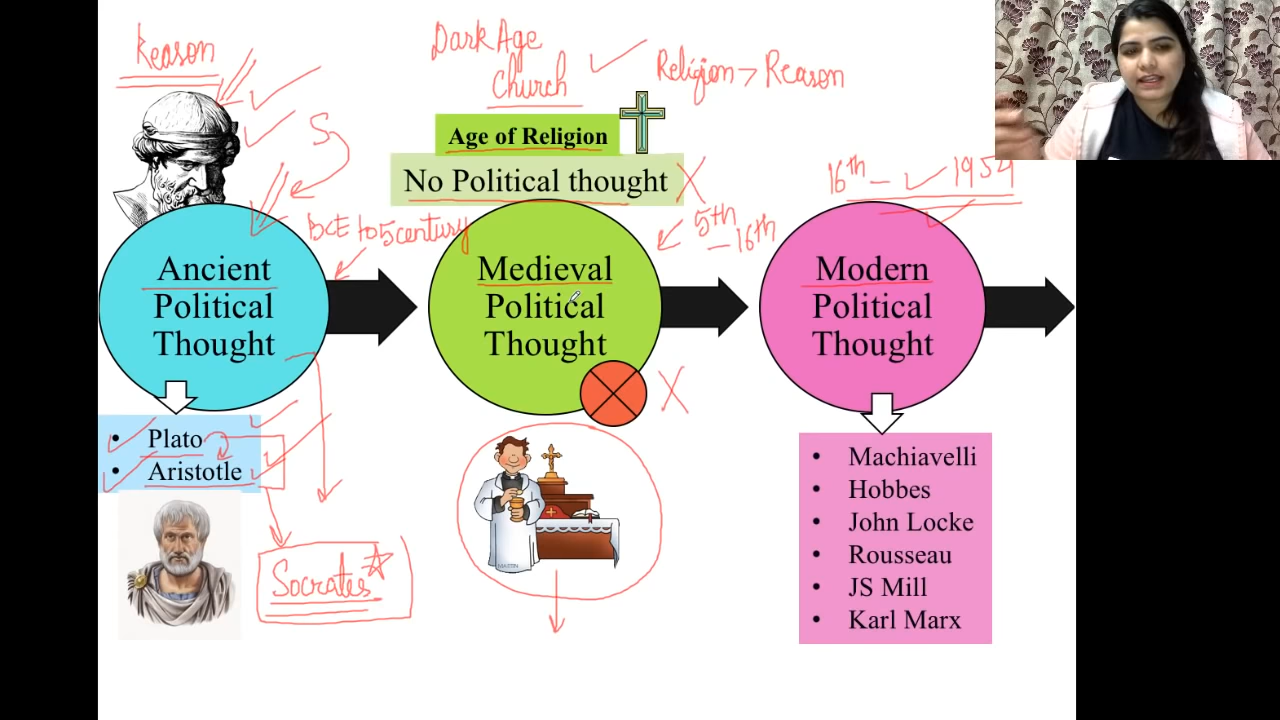 Reason
Dark Age
Church
Religion > Reason
S
Age of Religion
No Political thought
16th - 1954
BCE to 5 century
5th
- 16th
Ancient
Political
Thought
Medieval
Political
Thought
Modern
Political
Thought
• Plato
• Aristotle
Socrates
MARTIN
• Machiavelli
• Hobbes
• John Locke
• Rousseau
• JS Mill
• Karl Marx